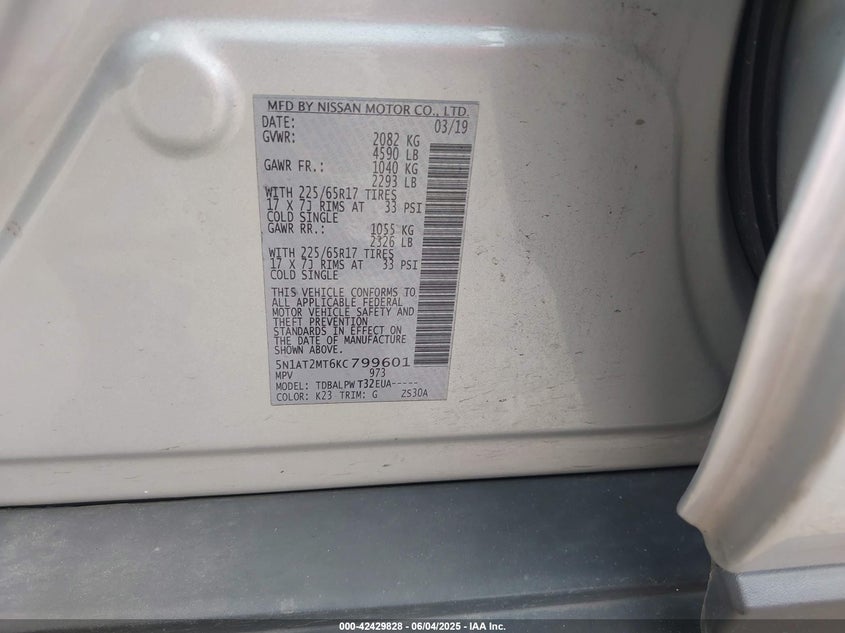 MFD BY NISSAN MOTOR CO., LTD.
DATE: 03/19
GVWR: 2082 KG
4590 LB
GAWR FR.: 1040 KG
2293 LB
WITH 225/65R17 TIRES
17 X 7J RIMS AT 33 PSI
COLD SINGLE
GAWR RR.: 1055 KG
2326 LB
WITH 225/65R17 TIRES
17 X 7J RIMS AT 33 PSI
COLD SINGLE
THIS VEHICLE CONFORMS TO
ALL APPLICABLE FEDERAL
MOTOR VEHICLE SAFETY AND
THEFT PREVENTION
STANDARDS IN EFFECT ON
THE DATE OF MANUFACTURE
SHOWN ABOVE.
5N1AT2MT6KC799601
MPV 973
MODEL: TDBALPW T32EUA-----
COLOR: K23 TRIM: G ZS30A
000-42429828 - 06/04/2025 - IAA Inc.